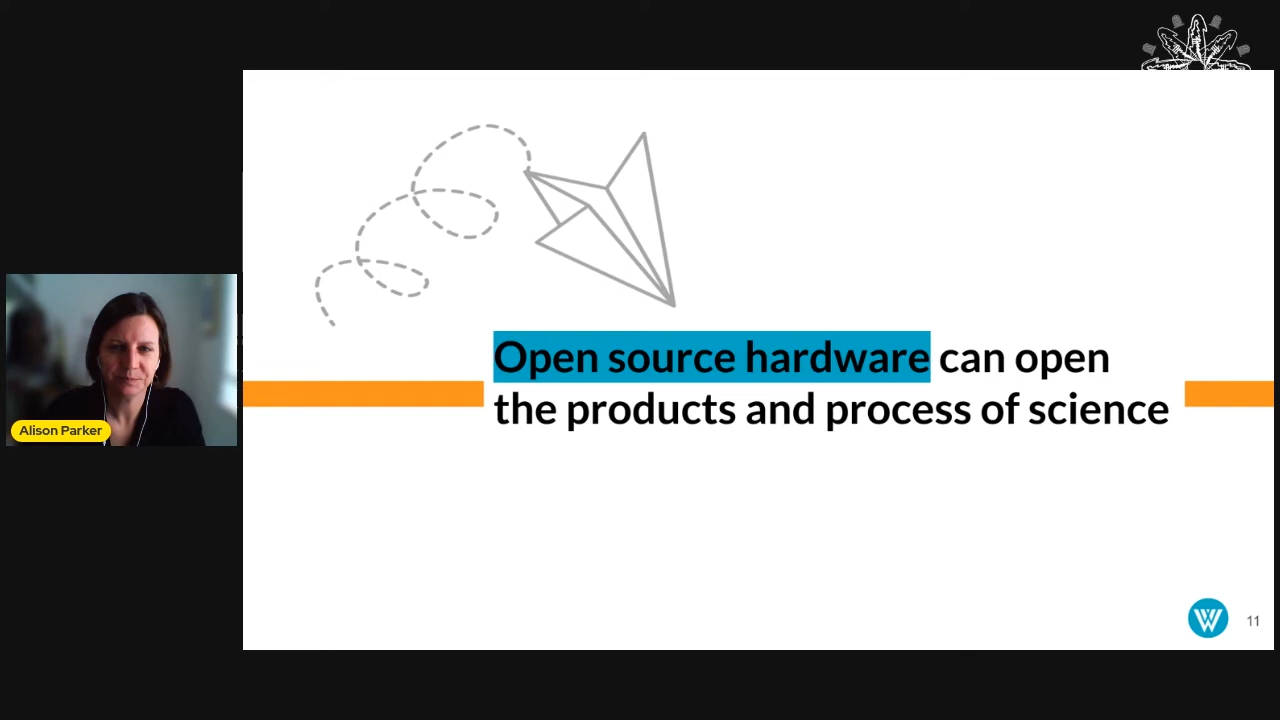 Open source hardware can open
the products and process of science
Alison Parker
W
11